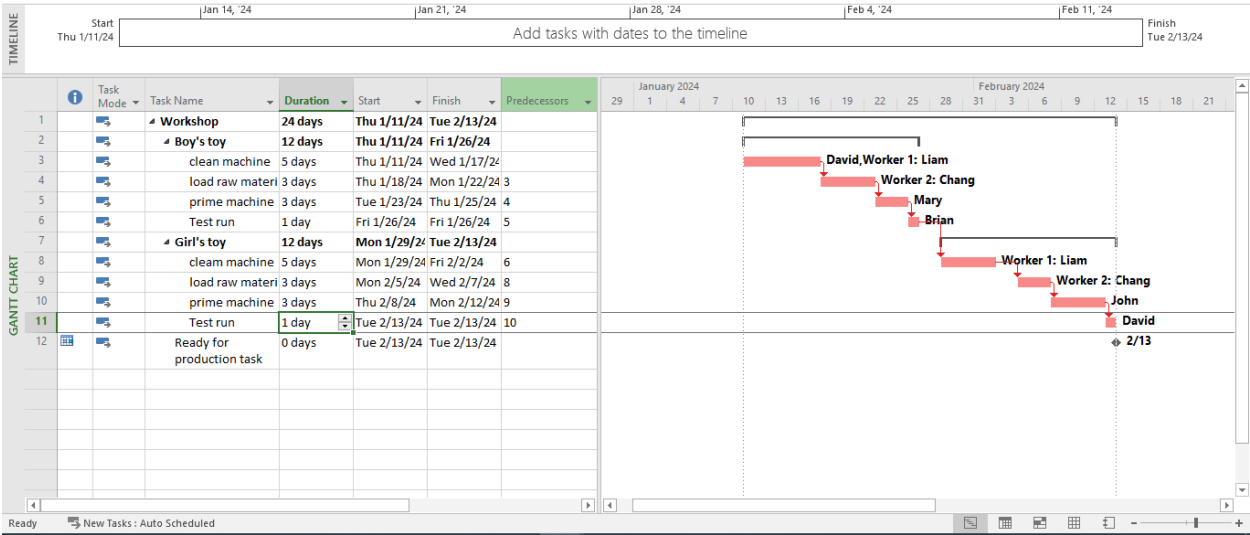 TIMELINE
Jan 14, '24 Jan 21, '24 Jan 28, '24 Feb 4, '24 Feb 11, '24
Start
Thu 1/11/24
Add tasks with dates to the timeline
Finish
Tue 2/13/24
GANTT CHART
Task Mode Task Name Duration Start Finish Predecessors
1 Workshop 24 days Thu 1/11/24 Tue 2/13/24
2 Boy's toy 12 days Thu 1/11/24 Fri 1/26/24
3 clean machine 5 days Thu 1/11/24 Wed 1/17/24
4 load raw materi 3 days Thu 1/18/24 Mon 1/22/24 3
5 prime machine 3 days Tue 1/23/24 Thu 1/25/24 4
6 Test run 1 day Fri 1/26/24 Fri 1/26/24 5
7 Girl's toy 12 days Mon 1/29/24 Tue 2/13/24
8 cleam machine 5 days Mon 1/29/24 Fri 2/2/24 6
9 load raw materi 3 days Mon 2/5/24 Wed 2/7/24 8
10 prime machine 3 days Thu 2/8/24 Mon 2/12/24 9
11 Test run 1 day Tue 2/13/24 Tue 2/13/24 10
12 Ready for 0 days Tue 2/13/24 Tue 2/13/24
production task
January 2024 February 2024
29 1 4 7 10 13 16 19 22 25 28 31 3 6 9 12 15 18 21
David,Worker 1: Liam
Worker 2: Chang
Mary
Brian
Worker 1: Liam
Worker 2: Chang
John
David
2/13
Ready New Tasks : Auto Scheduled